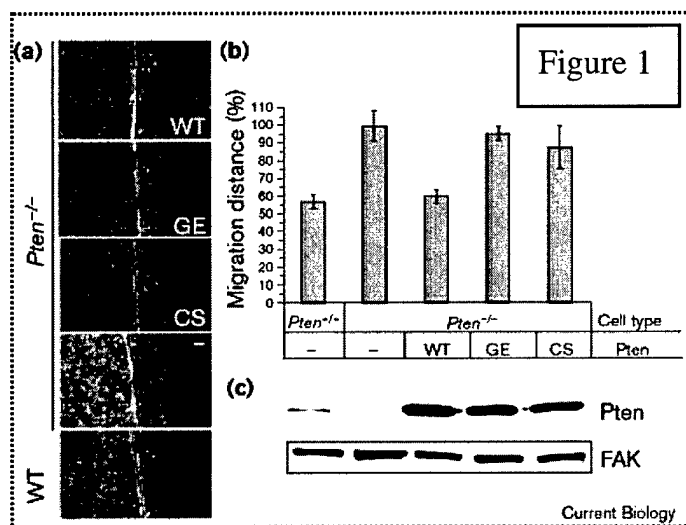 (a)
WT
GE
CS
–
Pten–/–
WT
(b)
Figure 1
Migration distance (%)
110
100
90
80
70
60
50
40
30
20
10
0
Pten+/+ Pten–/– Cell type
– – WT GE CS Pten
(c)
Pten
FAK
Current Biology